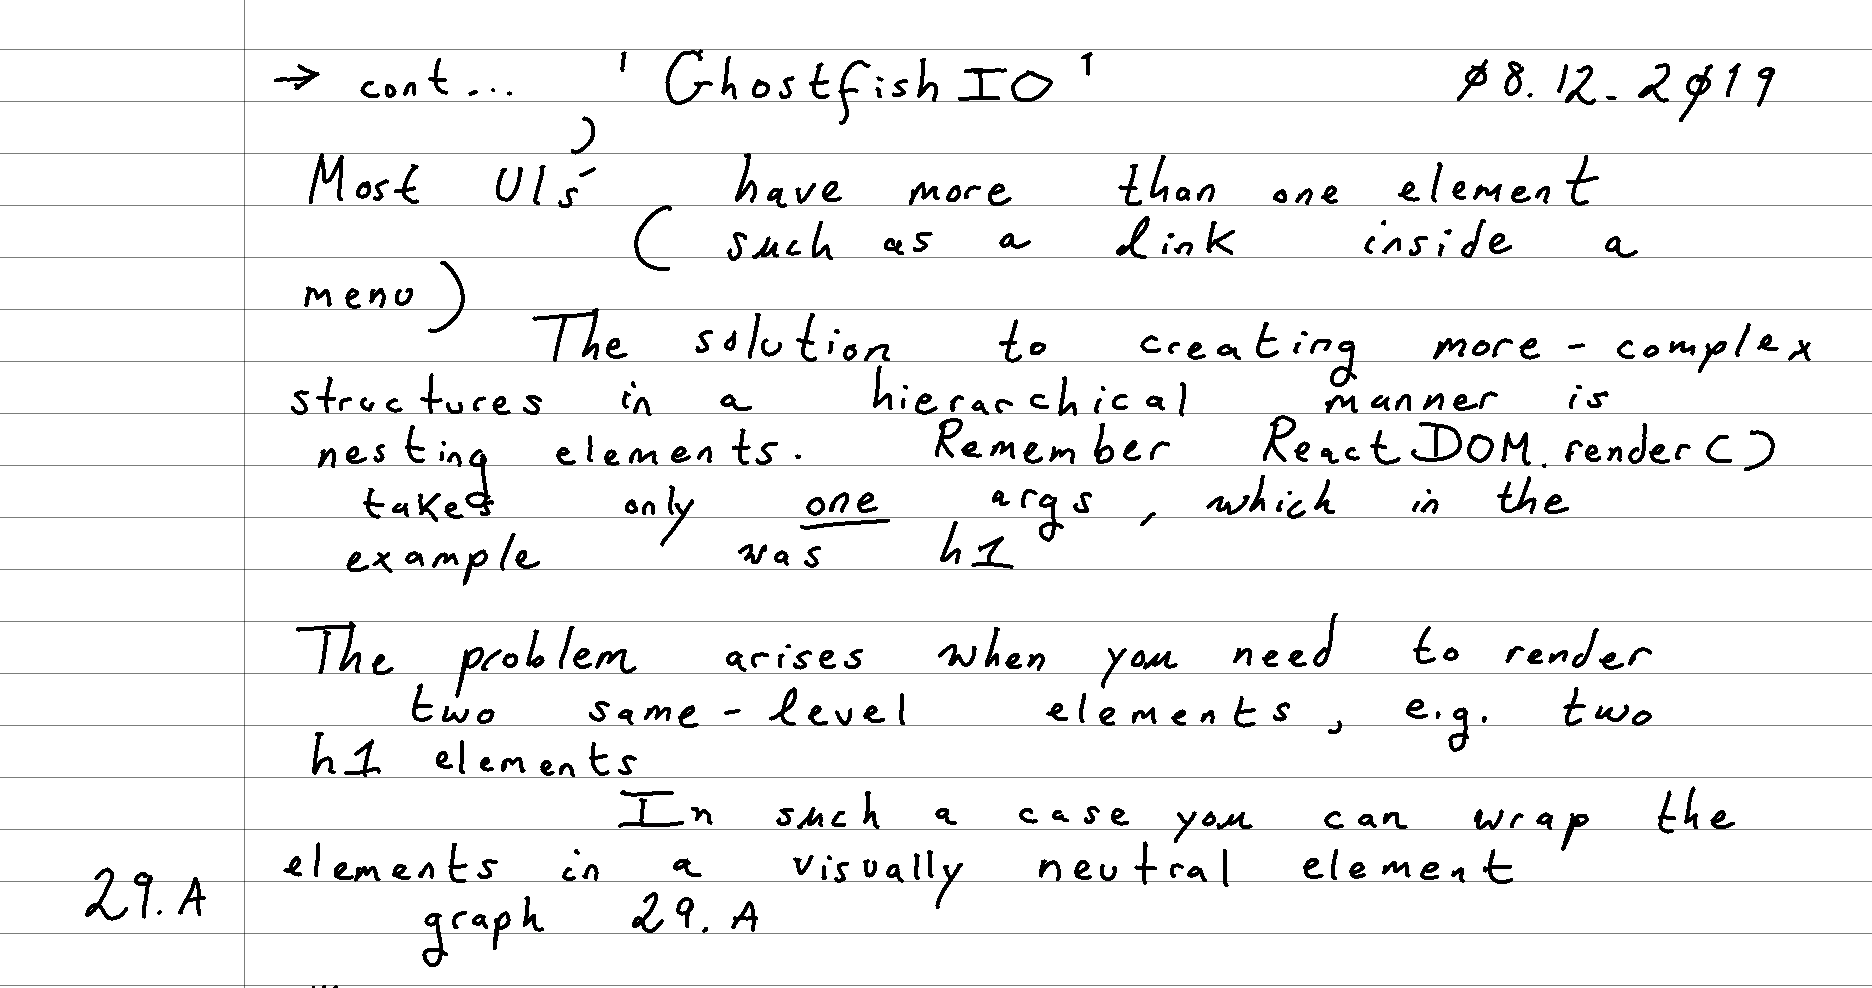 → cont... 'Ghostfish IO' 08.12.2019
Most UIs have more than one element
(such as a link inside a
menu)
The solution to creating more-complex
structures in a hierarchical manner is
nesting elements. Remember ReactDOM.render()
takes only one args, which in the
example was h1
The problem arises when you need to render
two same-level elements, e.g. two
h1 elements
In such a case you can wrap the
elements in a visually neutral element
29.A
graph 29.A